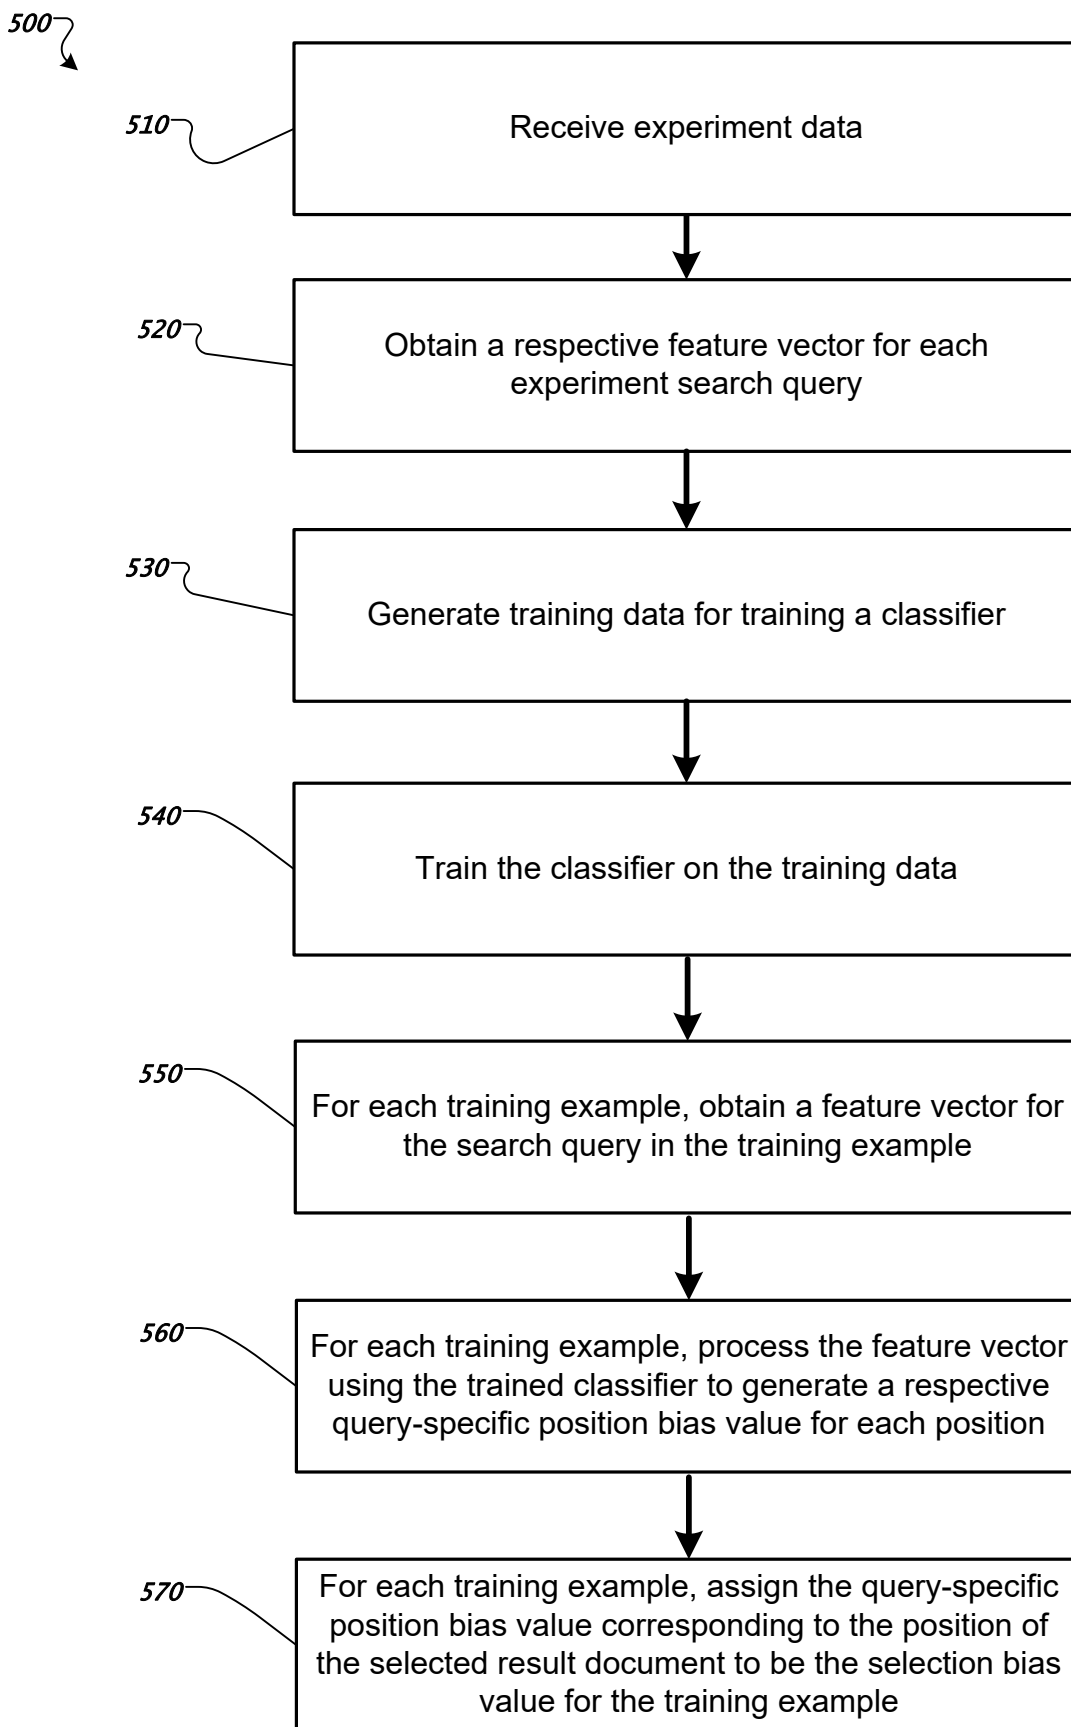 500
510
Receive experiment data
520
Obtain a respective feature vector for each
experiment search query
530
Generate training data for training a classifier
540
Train the classifier on the training data
550
For each training example, obtain a feature vector for
the search query in the training example
560
For each training example, process the feature vector
using the trained classifier to generate a respective
query-specific position bias value for each position
570
For each training example, assign the query-specific
position bias value corresponding to the position of
the selected result document to be the selection bias
value for the training example